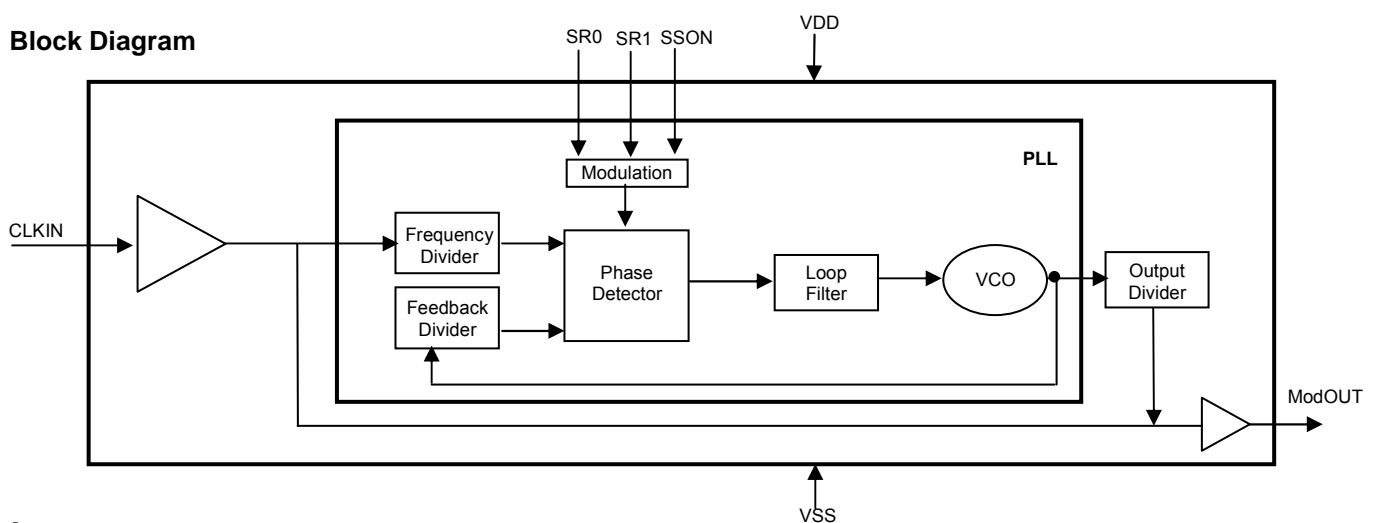 Block Diagram
SR0 SR1 SSON
VDD
PLL
Modulation
CLKIN
Frequency
Divider
Phase
Detector
Loop
Filter
VCO
Output
Divider
Feedback
Divider
ModOUT
VSS